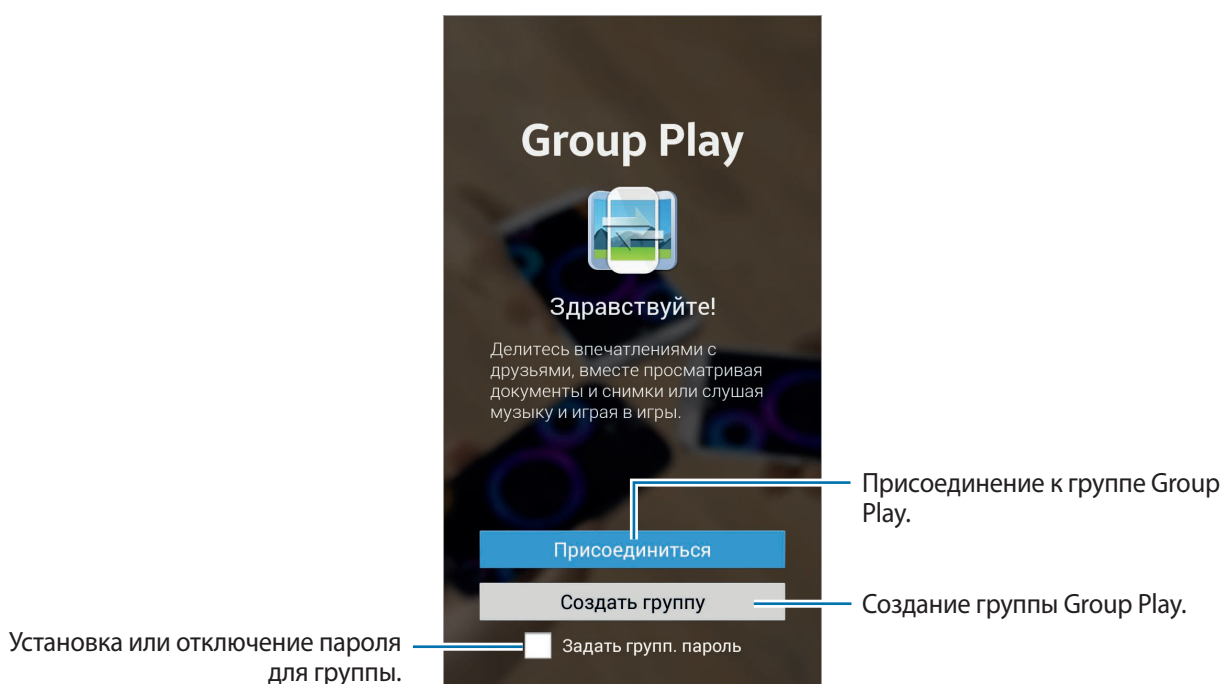 Group Play
Здравствуйте!
Делитесь впечатлениями с
друзьями, вместе просматривая
документы и снимки или слушая
музыку и играя в игры.
Присоединение к группе Group
Play.
Присоединиться
Создать группу
Создание группы Group Play.
Установка или отключение пароля
для группы.
Задать групп. пароль